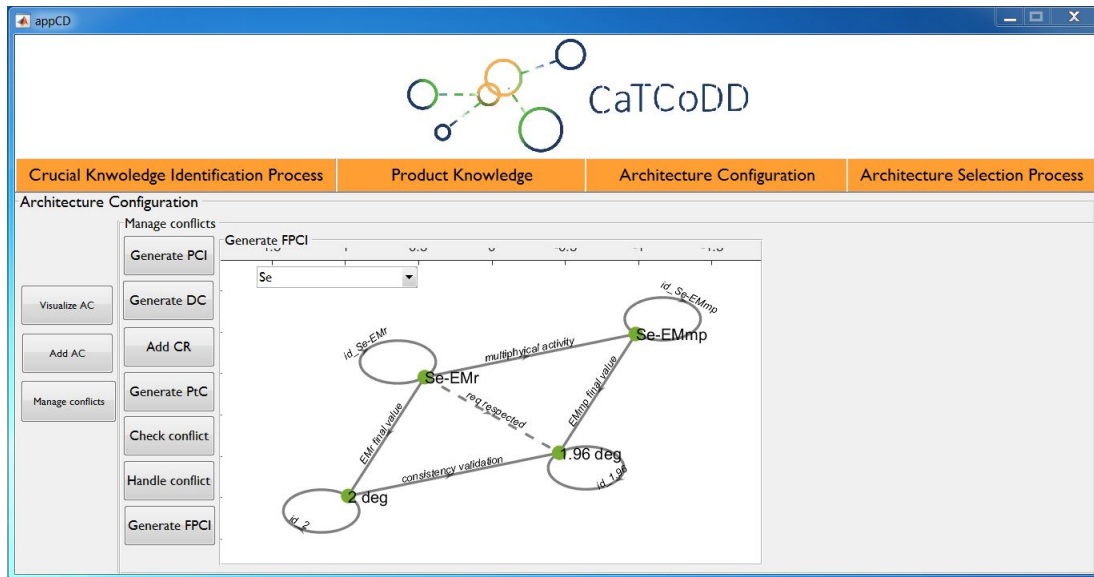 appCD
CaTCoDD
Crucial Knwoledge Identification Process
Product Knowledge
Architecture Configuration
Architecture Selection Process
Architecture Configuration
Manage conflicts
Visualize AC
Add AC
Manage conflicts
Generate PCI
Generate DC
Add CR
Generate PtC
Check conflict
Handle conflict
Generate FPCI
Generate FPCI
Se
id_Se-EMmp
Se-EMmp
id_Se-EMr
multiphyical activity
Se-EMr
req respected
EMr final value
EMmp final value
1.96 deg
consistency validation
id_1.96
2 deg
id_2